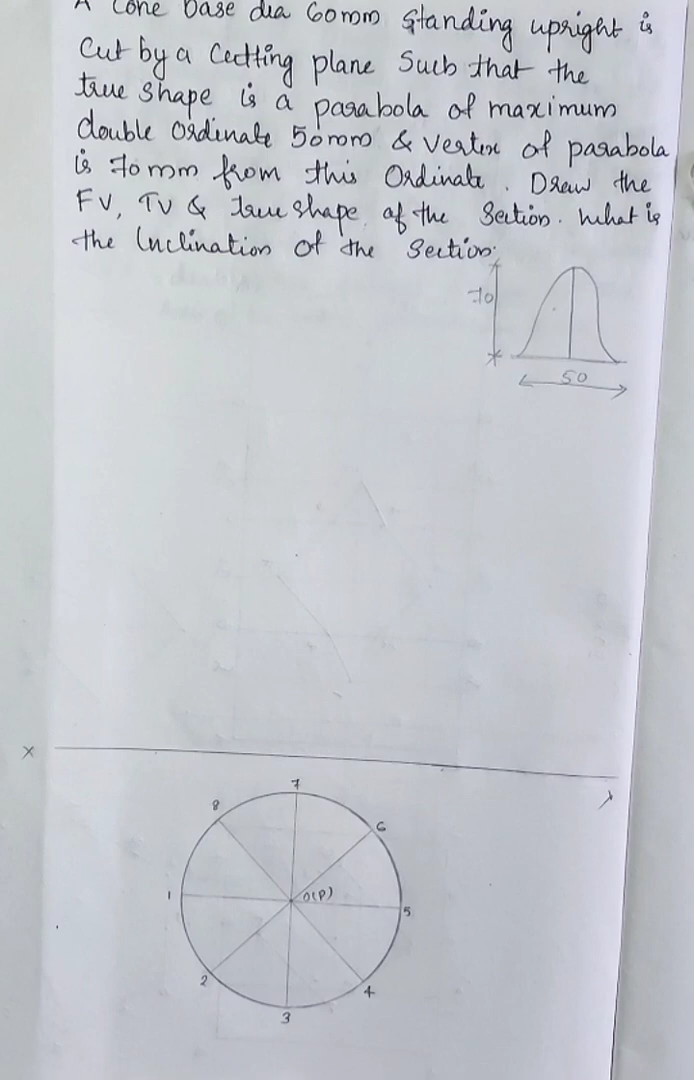 A Cone base dia 60mm Standing upright is
Cut by a Cutting plane Such that the
true shape is a parabola of maximum
double Ordinate 50mm & Vertex of parabola
is 70mm from this Ordinate. Draw the
FV, TV & true shape of the Section. What is
the Inclination of the Section.
70
50
X
Y
7
8
6
1
O(P)
5
2
4
3